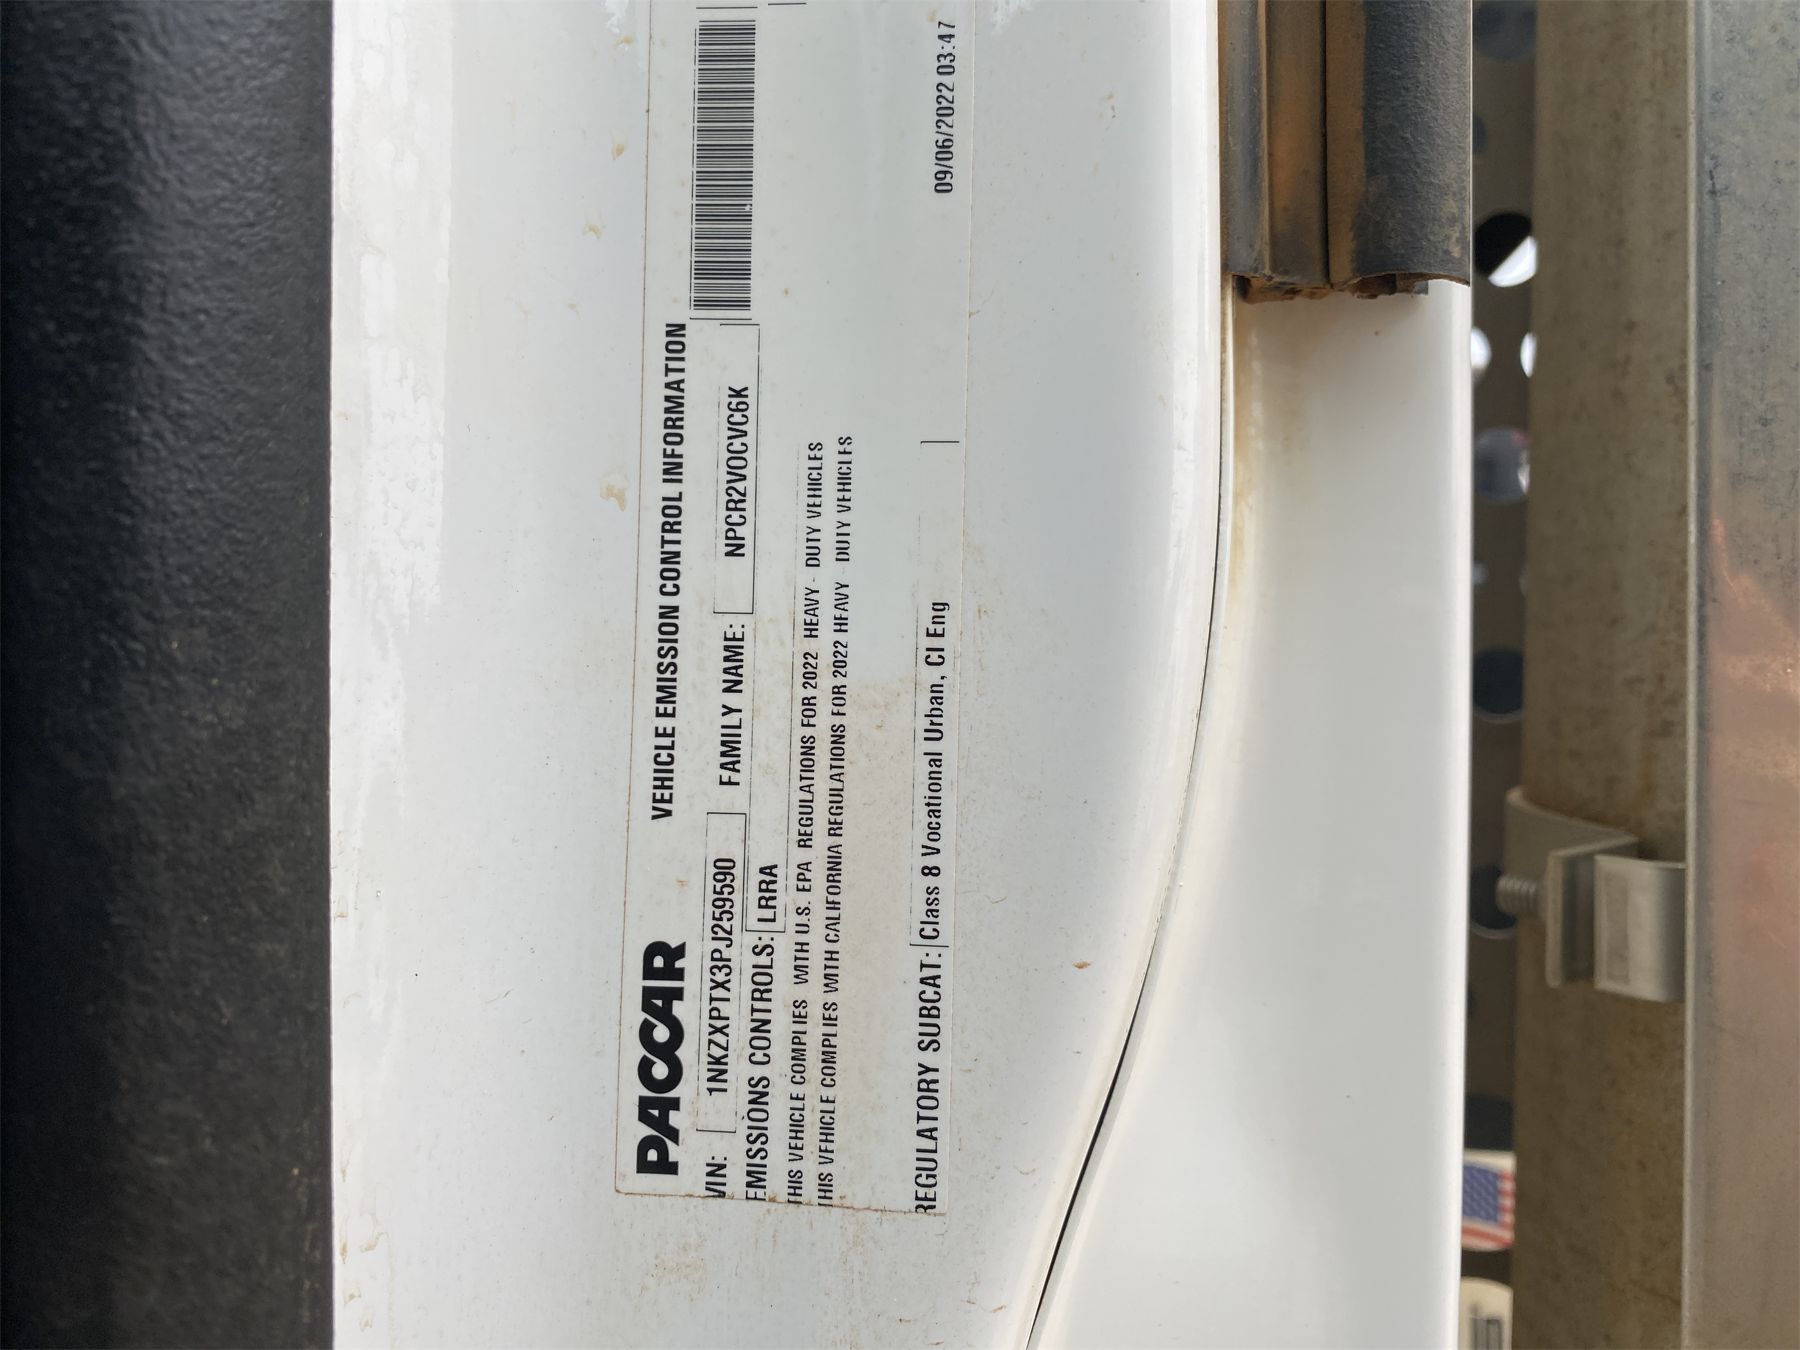 PACCAR
VEHICLE EMISSION CONTROL INFORMATION
VIN: 1NKZXPTX3PJ259590 FAMILY NAME: NPCR2VOCVC6K
EMISSIONS CONTROLS: LRRA
THIS VEHICLE COMPLIES WITH U.S. EPA REGULATIONS FOR 2022 HEAVY - DUTY VEHICLES
THIS VEHICLE COMPLIES WITH CALIFORNIA REGULATIONS FOR 2022 HEAVY - DUTY VEHICLES
REGULATORY SUBCAT: Class 8 Vocational Urban, CI Eng
09/06/2022 03:47